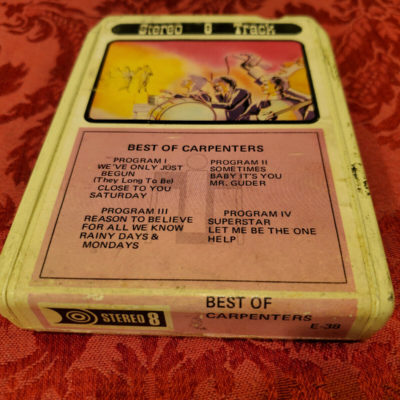 Stereo 8 Track
BEST OF CARPENTERS
PROGRAM I
WE'VE ONLY JUST
BEGUN
(They Long To Be)
CLOSE TO YOU
SATURDAY
PROGRAM II
SOMETIMES
BABY IT'S YOU
MR. GUDER
PROGRAM III
REASON TO BELIEVE
FOR ALL WE KNOW
RAINY DAYS &
MONDAYS
PROGRAM IV
SUPERSTAR
LET ME BE THE ONE
HELP
STEREO 8
BEST OF
CARPENTERS
E-38